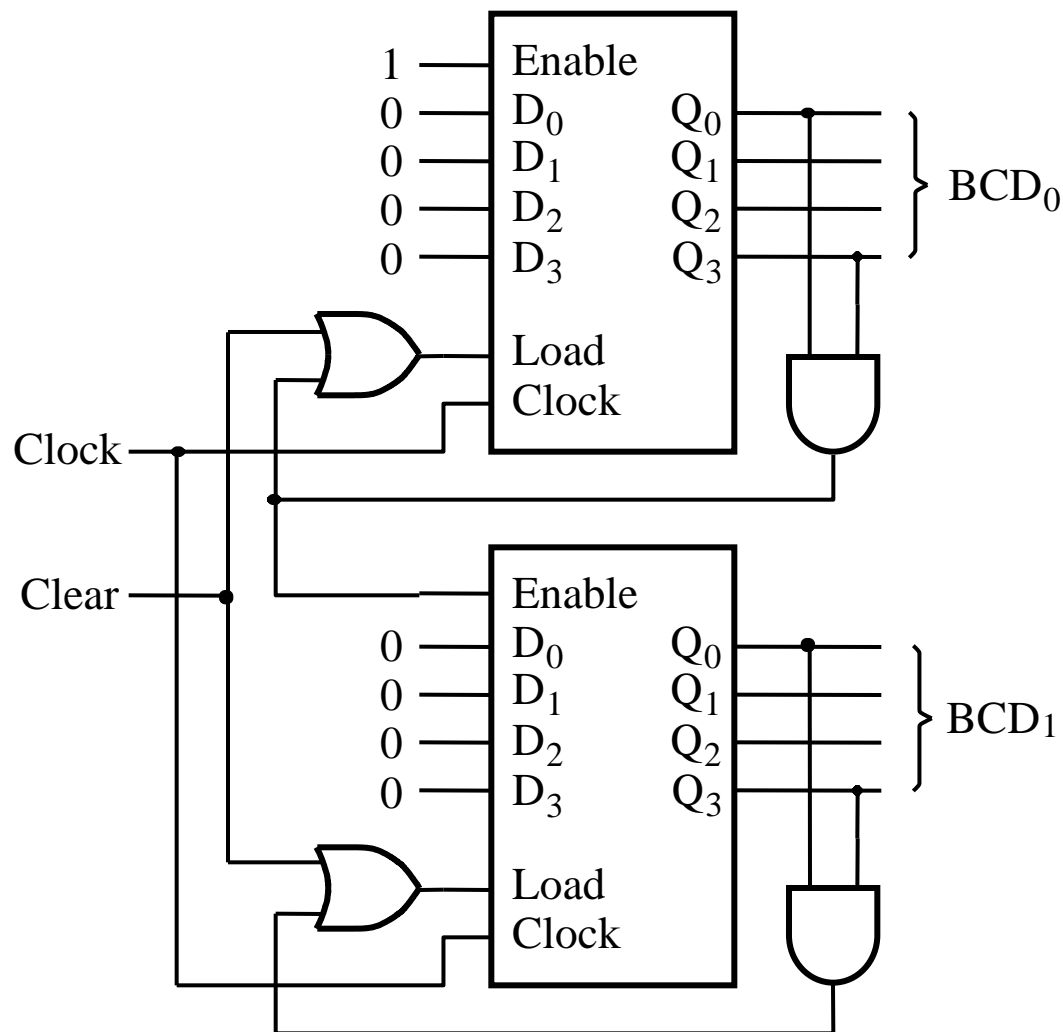 1 Enable
0 D₀ Q₀
0 D₁ Q₁
0 D₂ Q₂
0 D₃ Q₃
BCD₀
Load
Clock
Clock
Clear
Enable
0 D₀ Q₀
0 D₁ Q₁
0 D₂ Q₂
0 D₃ Q₃
BCD₁
Load
Clock